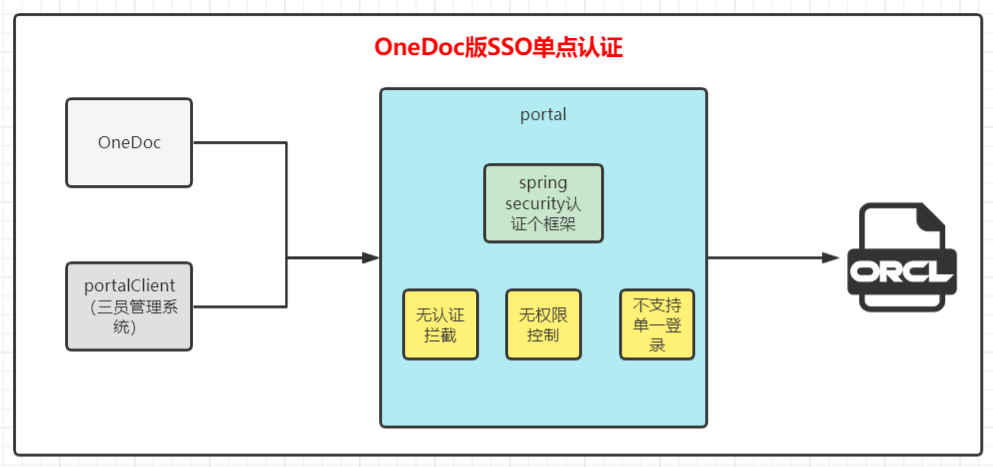 OneDoc版SSO单点认证
OneDoc
portalClient
（三员管理系
统）
portal
spring
security认
证个框架
无认证
拦截
无权限
控制
不支持
单一登
录
ORCL